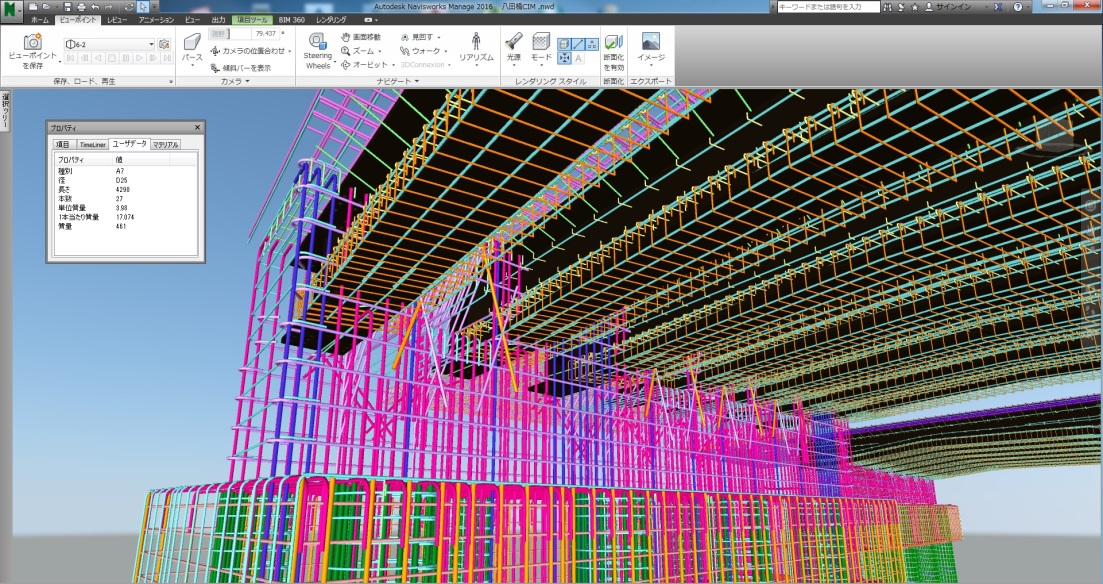 Autodesk Navisworks Manage 2016 八田橋CIM .nwd
キーワードまたは語句を入力
サインイン
ホーム ビューポイント レビュー アニメーション ビュー 出力 項目ツール BIM 360 レンダリング
ビューポイントを保存
6-2
保存、ロード、再生
パース
79.437 °
カメラの位置合わせ
傾斜バーを表示
カメラ
Steering Wheels
画面移動
ズーム
オービット
見回す
ウォーク
3DConnexion
リアリズム
ナビゲート
光源
モード
レンダリング スタイル
断面化を有効
断面化
イメージ
エクスポート
選択ツリー
プロパティ
項目 TimeLiner ユーザデータ マテリアル
プロパティ 値
種別 A7
径 D25
長さ 4290
本数 27
単位質量 3.98
1本当たり質量 17.074
質量 461